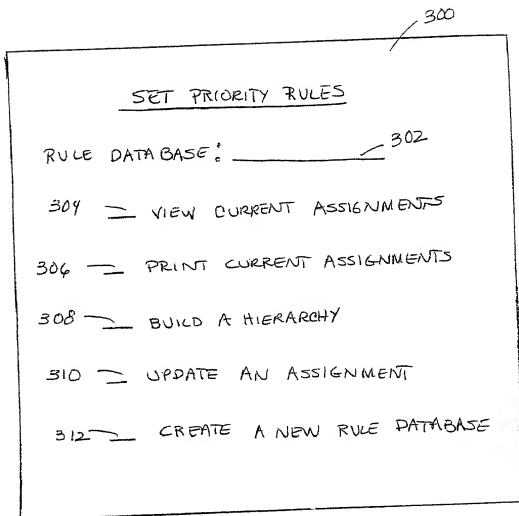 300
SET PRIORITY RULES
RULE DATABASE: 302
304 VIEW CURRENT ASSIGNMENTS
306 PRINT CURRENT ASSIGNMENTS
308 BUILD A HIERARCHY
310 UPDATE AN ASSIGNMENT
312 CREATE A NEW RULE DATABASE